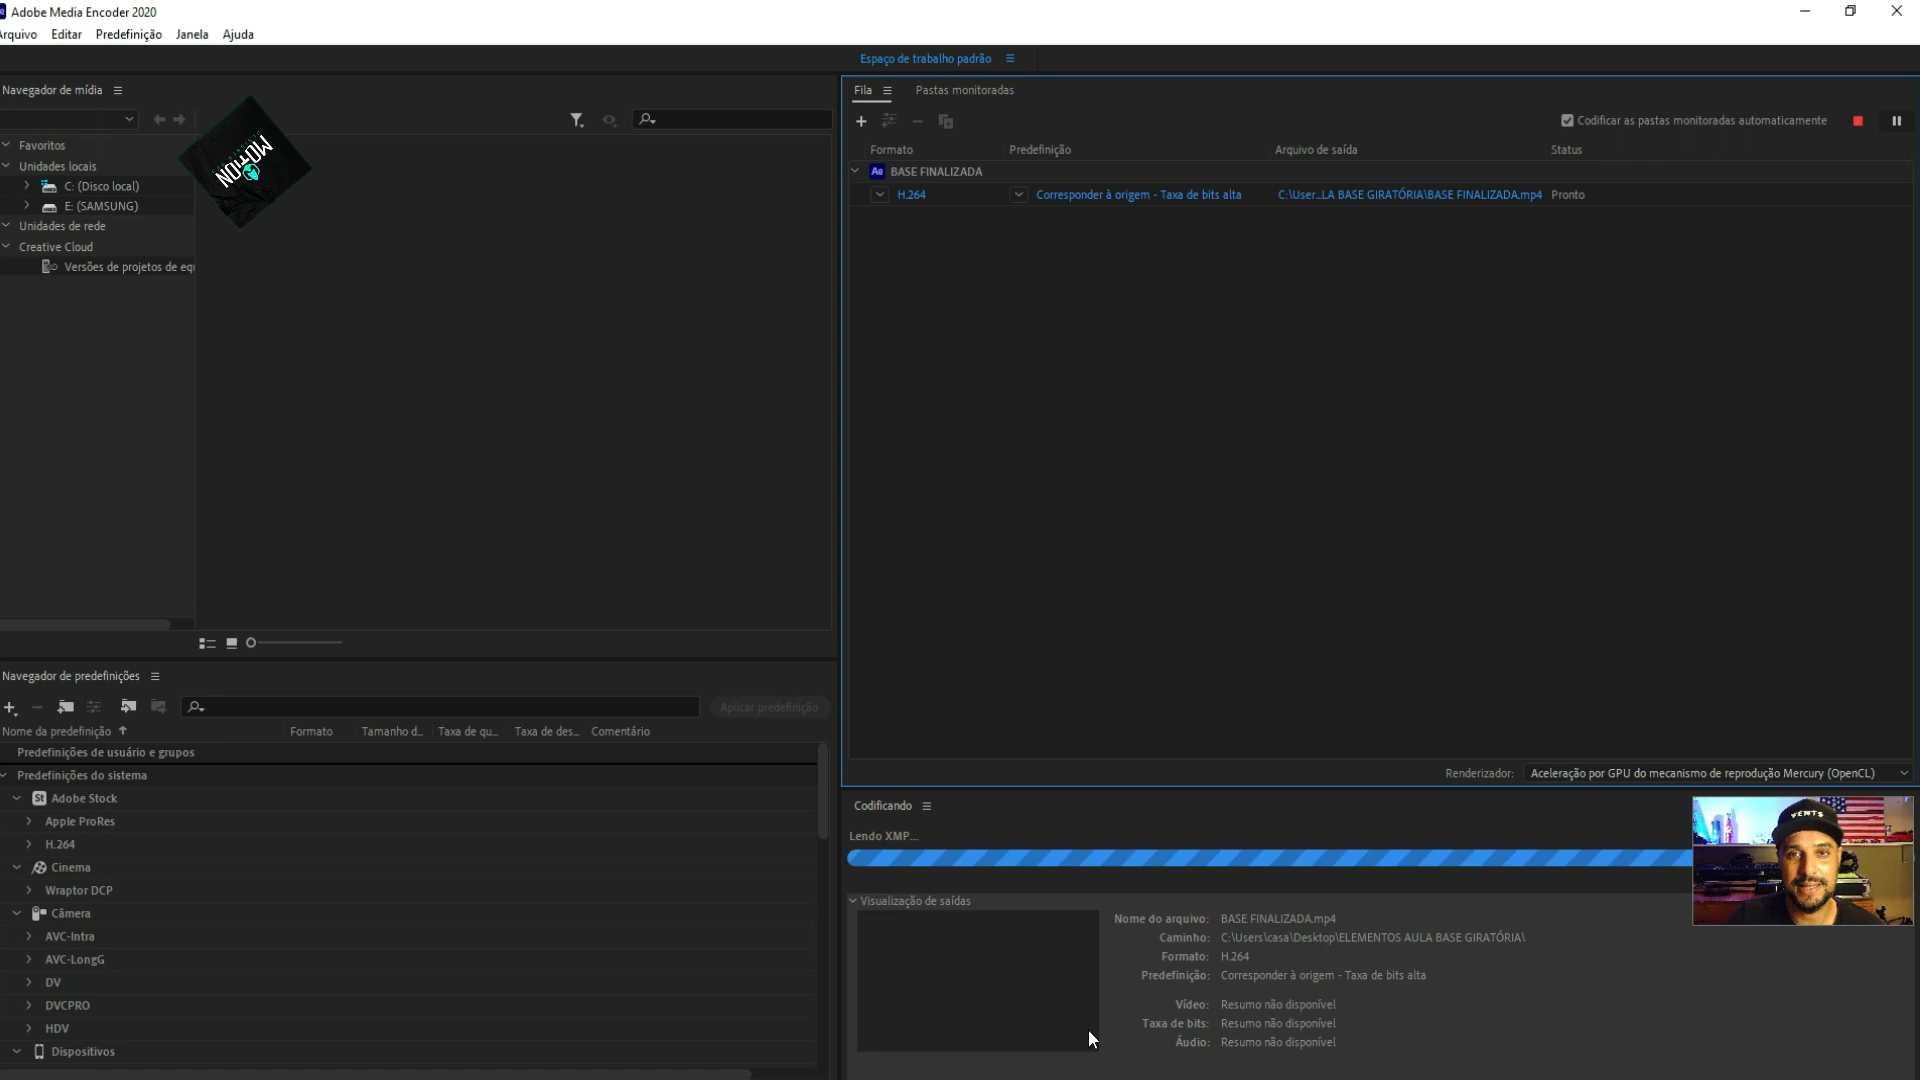 Adobe Media Encoder 2020
Arquivo Editar Predefinição Janela Ajuda
Espaço de trabalho padrão
Navegador de mídia
Favoritos
Unidades locais
C: (Disco local)
E: (SAMSUNG)
Unidades de rede
Creative Cloud
Versões de projetos de equ
MOTION
Fila Pastas monitoradas
Codificar as pastas monitoradas automaticamente
Formato Predefinição Arquivo de saída Status
Ae BASE FINALIZADA
H.264 Corresponder à origem - Taxa de bits alta C:\User...LA BASE GIRATÓRIA\BASE FINALIZADA.mp4 Pronto
Renderizador: Aceleração por GPU do mecanismo de reprodução Mercury (OpenCL)
Navegador de predefinições
Aplicar predefinição
Nome da predefinição Formato Tamanho d... Taxa de qu... Taxa de des... Comentário
Predefinições de usuário e grupos
Predefinições do sistema
St Adobe Stock
Apple ProRes
H.264
Cinema
Wraptor DCP
Câmera
AVC-Intra
AVC-LongG
DV
DVCPRO
HDV
Dispositivos
Codificando
Lendo XMP...
Visualização de saídas
Nome do arquivo: BASE FINALIZADA.mp4
Caminho: C:\Users\casa\Desktop\ELEMENTOS AULA BASE GIRATÓRIA\
Formato: H.264
Predefinição: Corresponder à origem - Taxa de bits alta
Vídeo: Resumo não disponível
Taxa de bits: Resumo não disponível
Áudio: Resumo não disponível